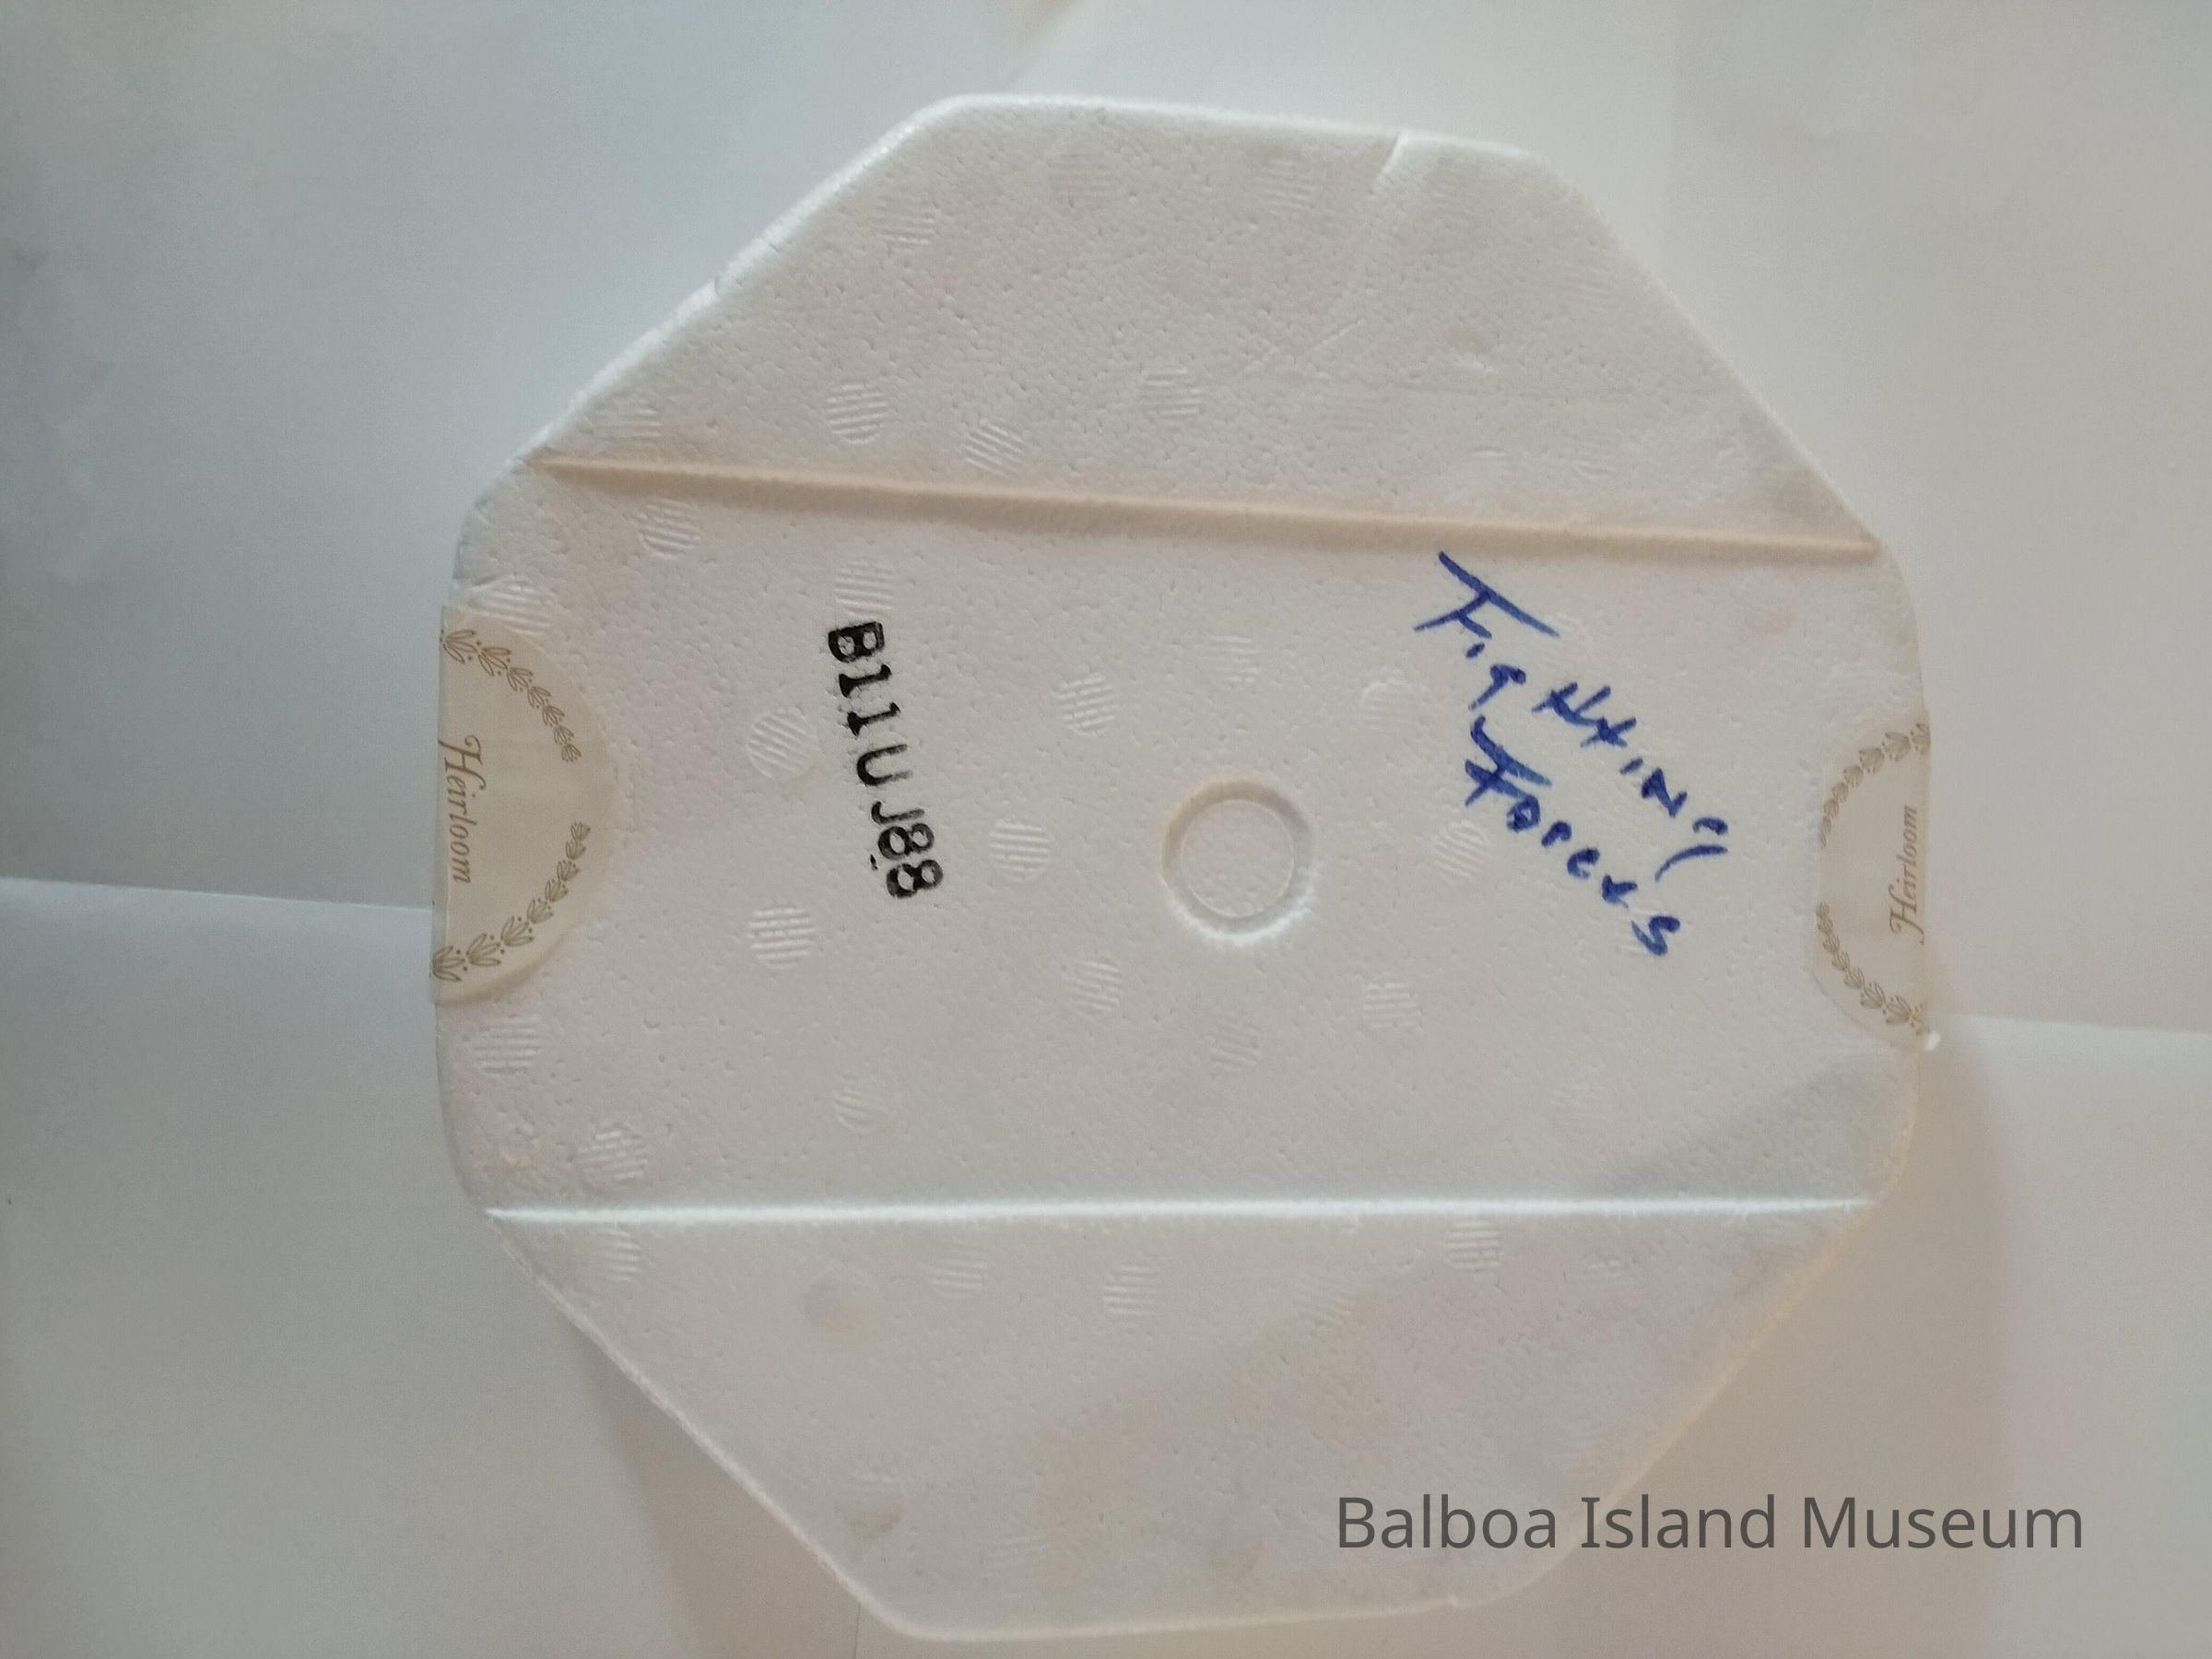 Heirloom
B11UJ88
FigHting
Forces
Heirloom
Balboa Island Museum